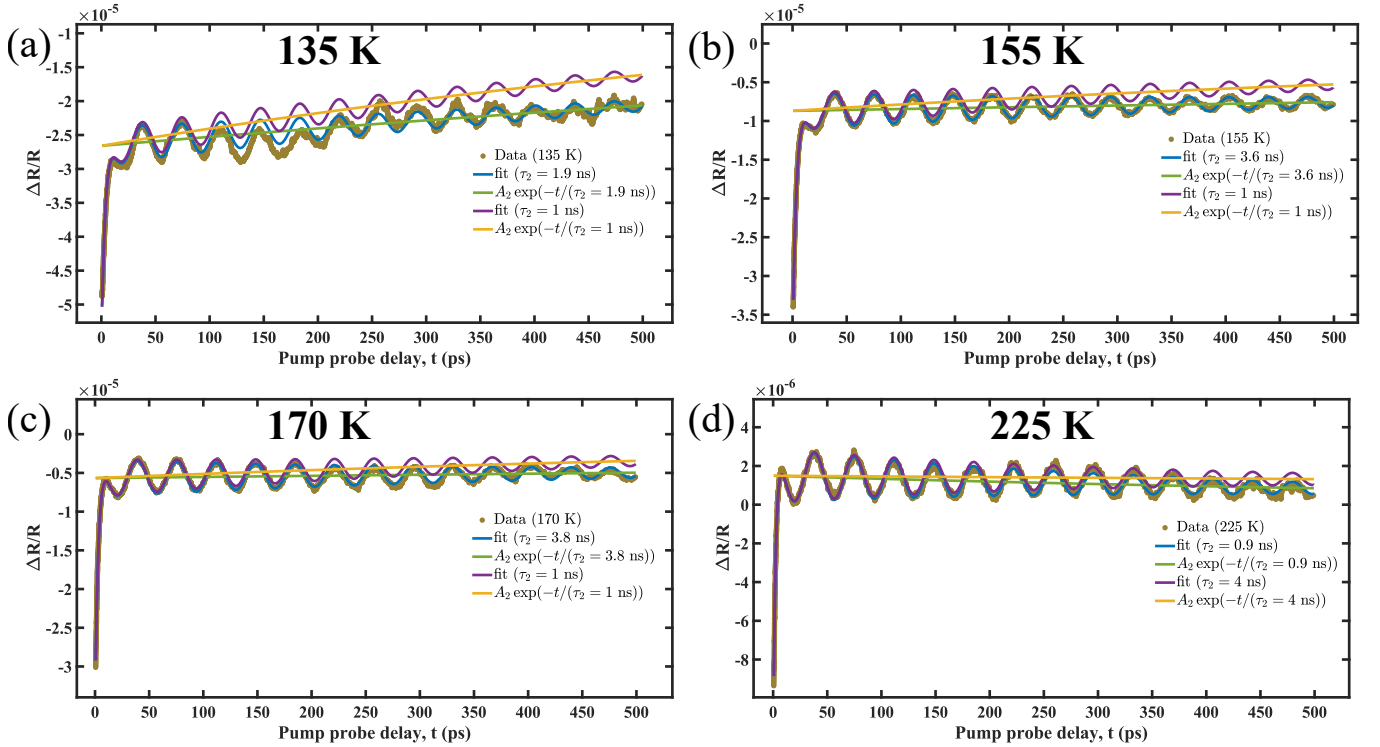 (a)
135 K
×10⁻⁵
-1
-1.5
-2
-2.5
-3
-3.5
-4
-4.5
-5
ΔR/R
Data (135 K)
fit (τ₂ = 1.9 ns)
A₂ exp(−t/(τ₂ = 1.9 ns))
fit (τ₂ = 1 ns)
A₂ exp(−t/(τ₂ = 1 ns))
0 50 100 150 200 250 300 350 400 450 500
Pump probe delay, t (ps)
(b)
155 K
×10⁻⁵
0
-0.5
-1
-1.5
-2
-2.5
-3
-3.5
ΔR/R
Data (155 K)
fit (τ₂ = 3.6 ns)
A₂ exp(−t/(τ₂ = 3.6 ns))
fit (τ₂ = 1 ns)
A₂ exp(−t/(τ₂ = 1 ns))
0 50 100 150 200 250 300 350 400 450 500
Pump probe delay, t (ps)
(c)
170 K
×10⁻⁵
0
-0.5
-1
-1.5
-2
-2.5
-3
ΔR/R
Data (170 K)
fit (τ₂ = 3.8 ns)
A₂ exp(−t/(τ₂ = 3.8 ns))
fit (τ₂ = 1 ns)
A₂ exp(−t/(τ₂ = 1 ns))
0 50 100 150 200 250 300 350 400 450 500
Pump probe delay, t (ps)
(d)
225 K
×10⁻⁶
4
2
0
-2
-4
-6
-8
ΔR/R
Data (225 K)
fit (τ₂ = 0.9 ns)
A₂ exp(−t/(τ₂ = 0.9 ns))
fit (τ₂ = 4 ns)
A₂ exp(−t/(τ₂ = 4 ns))
0 50 100 150 200 250 300 350 400 450 500
Pump probe delay, t (ps)